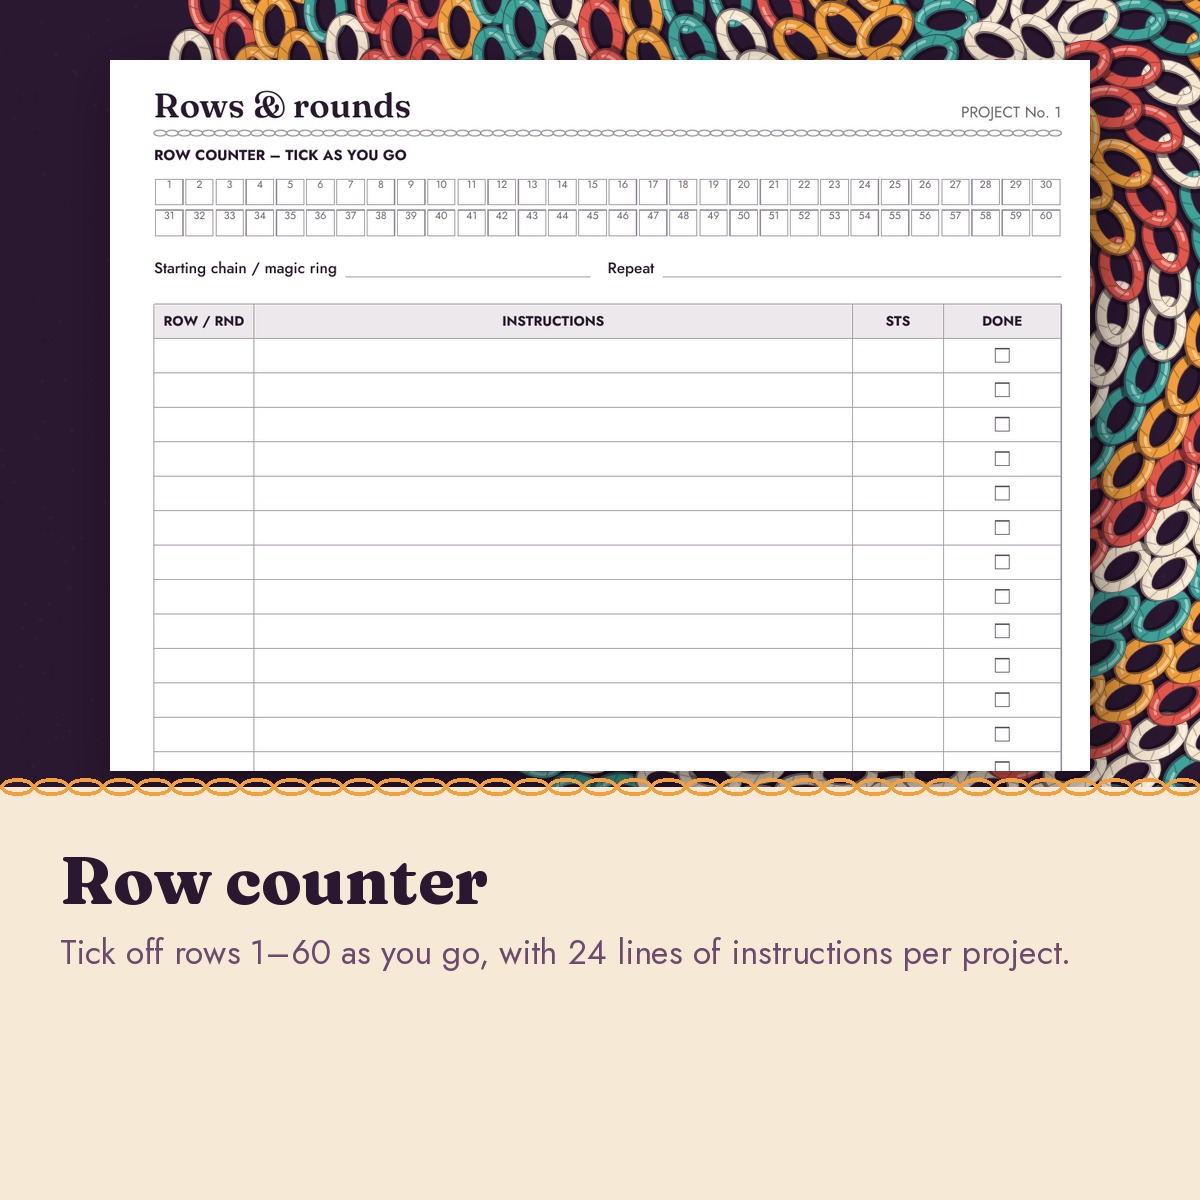 Rows & rounds
PROJECT No. 1
ROW COUNTER – TICK AS YOU GO
1 2 3 4 5 6 7 8 9 10 11 12 13 14 15 16 17 18 19 20 21 22 23 24 25 26 27 28 29 30
31 32 33 34 35 36 37 38 39 40 41 42 43 44 45 46 47 48 49 50 51 52 53 54 55 56 57 58 59 60
Starting chain / magic ring Repeat
ROW / RND INSTRUCTIONS STS DONE
Row counter
Tick off rows 1–60 as you go, with 24 lines of instructions per project.